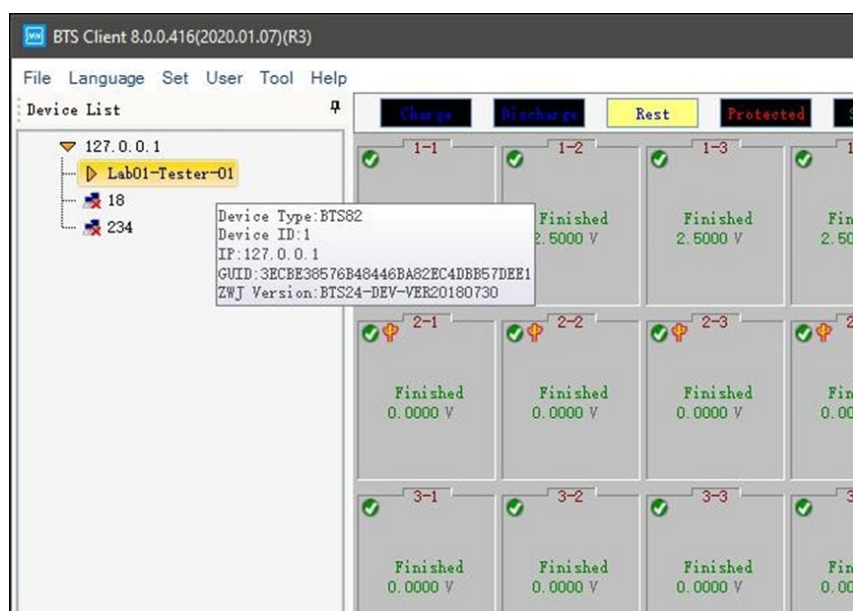 BTS Client 8.0.0.416(2020.01.07)(R3)
File Language Set User Tool Help
Device List
Charge Discharge Rest Protected
127.0.0.1
Lab01-Tester-01
18
234
Device Type:BTS82
Device ID:1
IP:127.0.0.1
GUID:3ECBE38576B48446BA82EC4DBB57DEE1
ZWJ Version:BTS24-DEV-VER20180730
1-1 1-2 1-3
Finished Finished
2.5000 V 2.5000 V
2-1 2-2 2-3
Finished Finished Finished
0.0000 V 0.0000 V 0.0000 V
3-1 3-2 3-3
Finished Finished Finished
0.0000 V 0.0000 V 0.0000 V